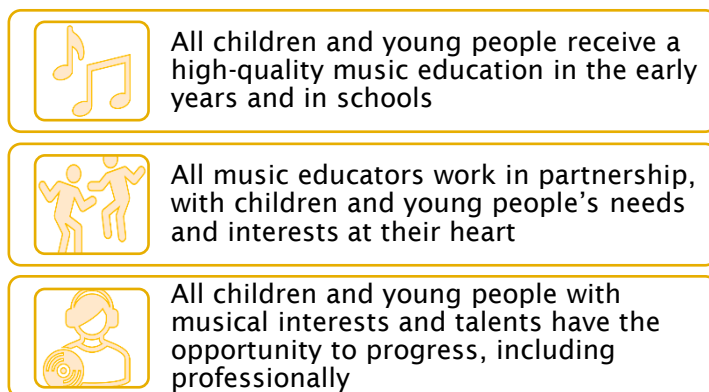 All children and young people receive a
high-quality music education in the early
years and in schools
All music educators work in partnership,
with children and young people’s needs
and interests at their heart
All children and young people with
musical interests and talents have the
opportunity to progress, including
professionally